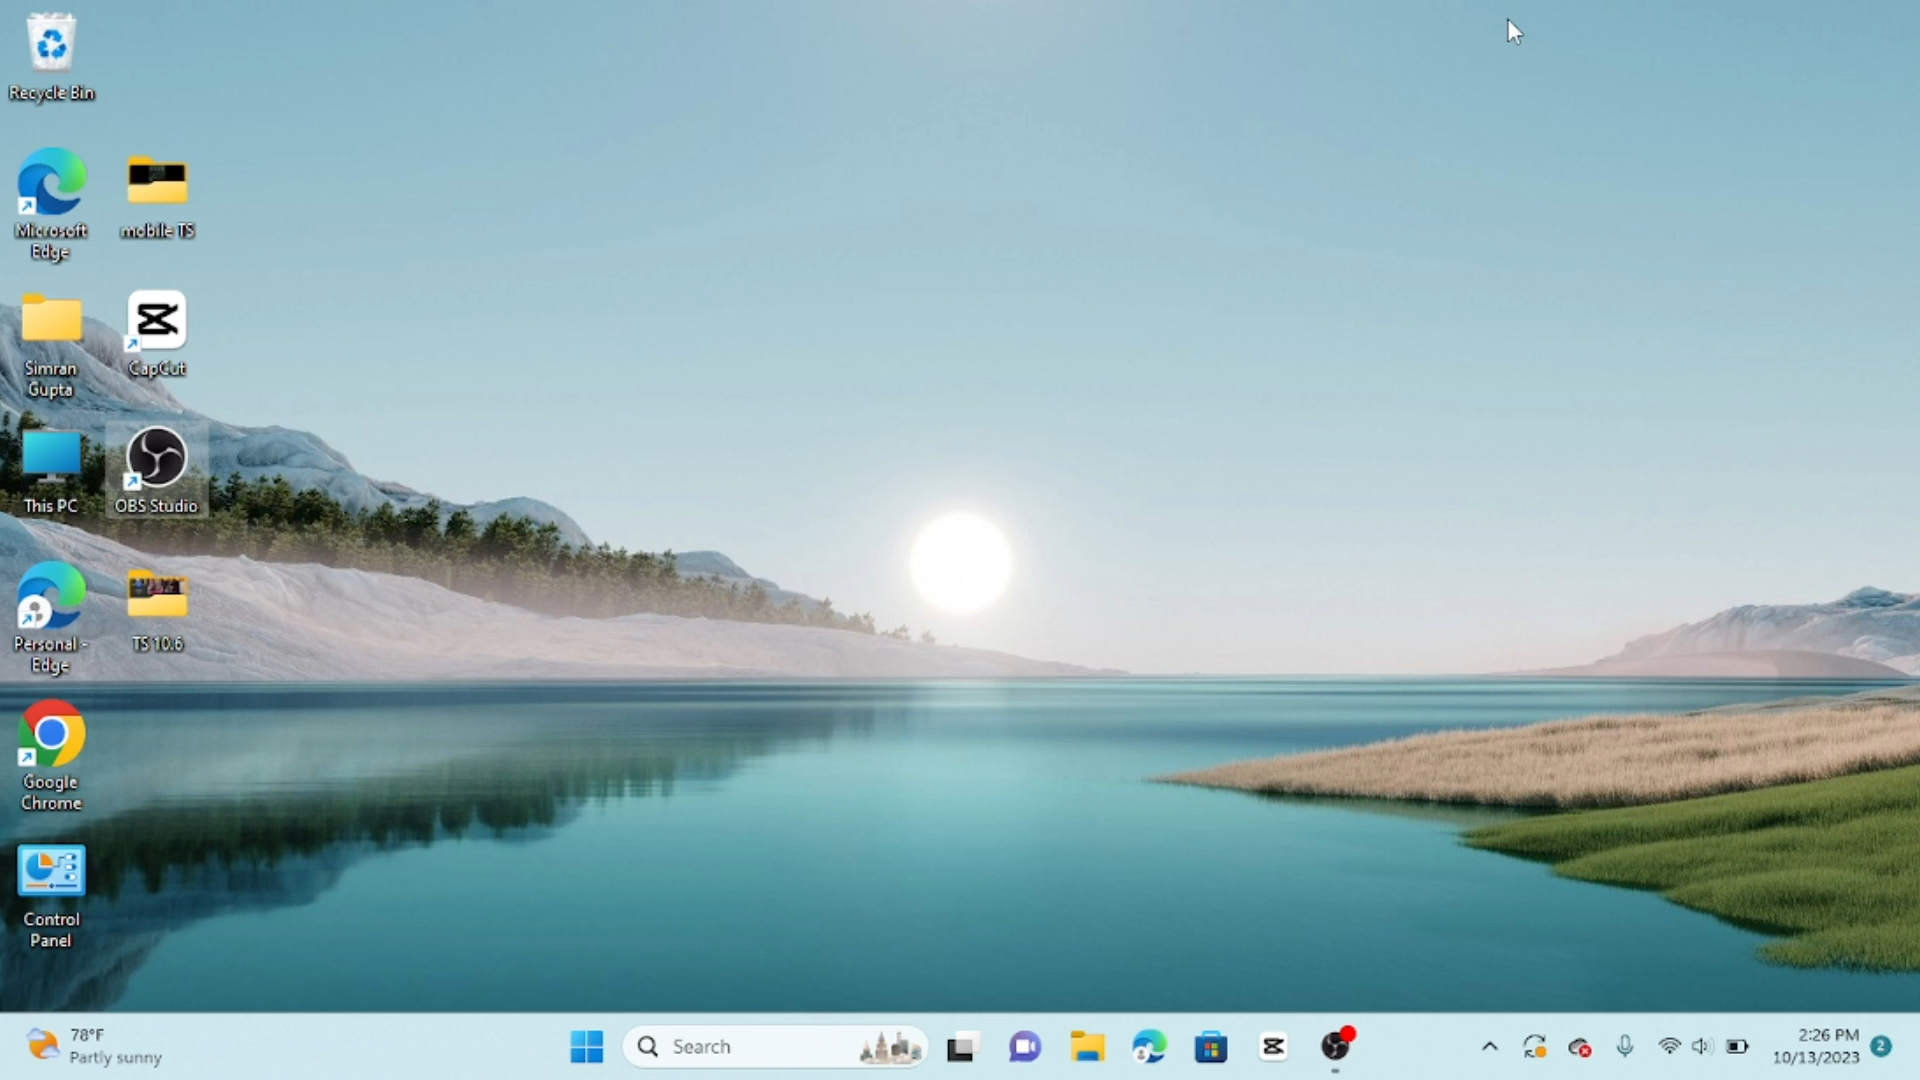 Recycle Bin
Microsoft
Edge
mobile TS
Simran
Gupta
CapCut
This PC
OBS Studio
Personal -
Edge
TS 10.6
Google
Chrome
Control
Panel
78°F
Partly sunny
Search
2:26 PM
10/13/2023
2